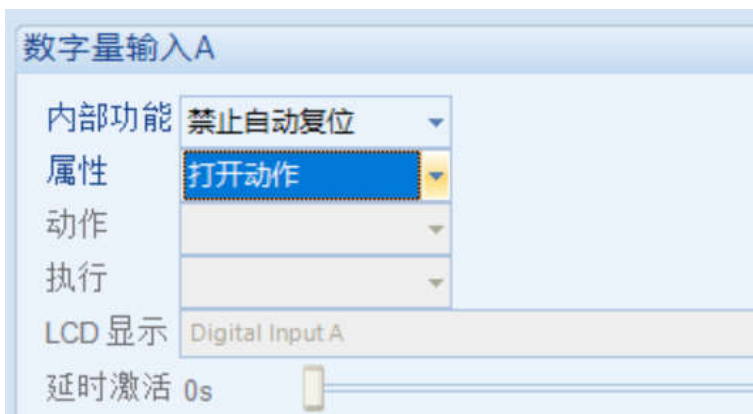 数字量输入A
内部功能 禁止自动复位
属性 打开动作
动作
执行
LCD 显示 Digital Input A
延时激活 0s